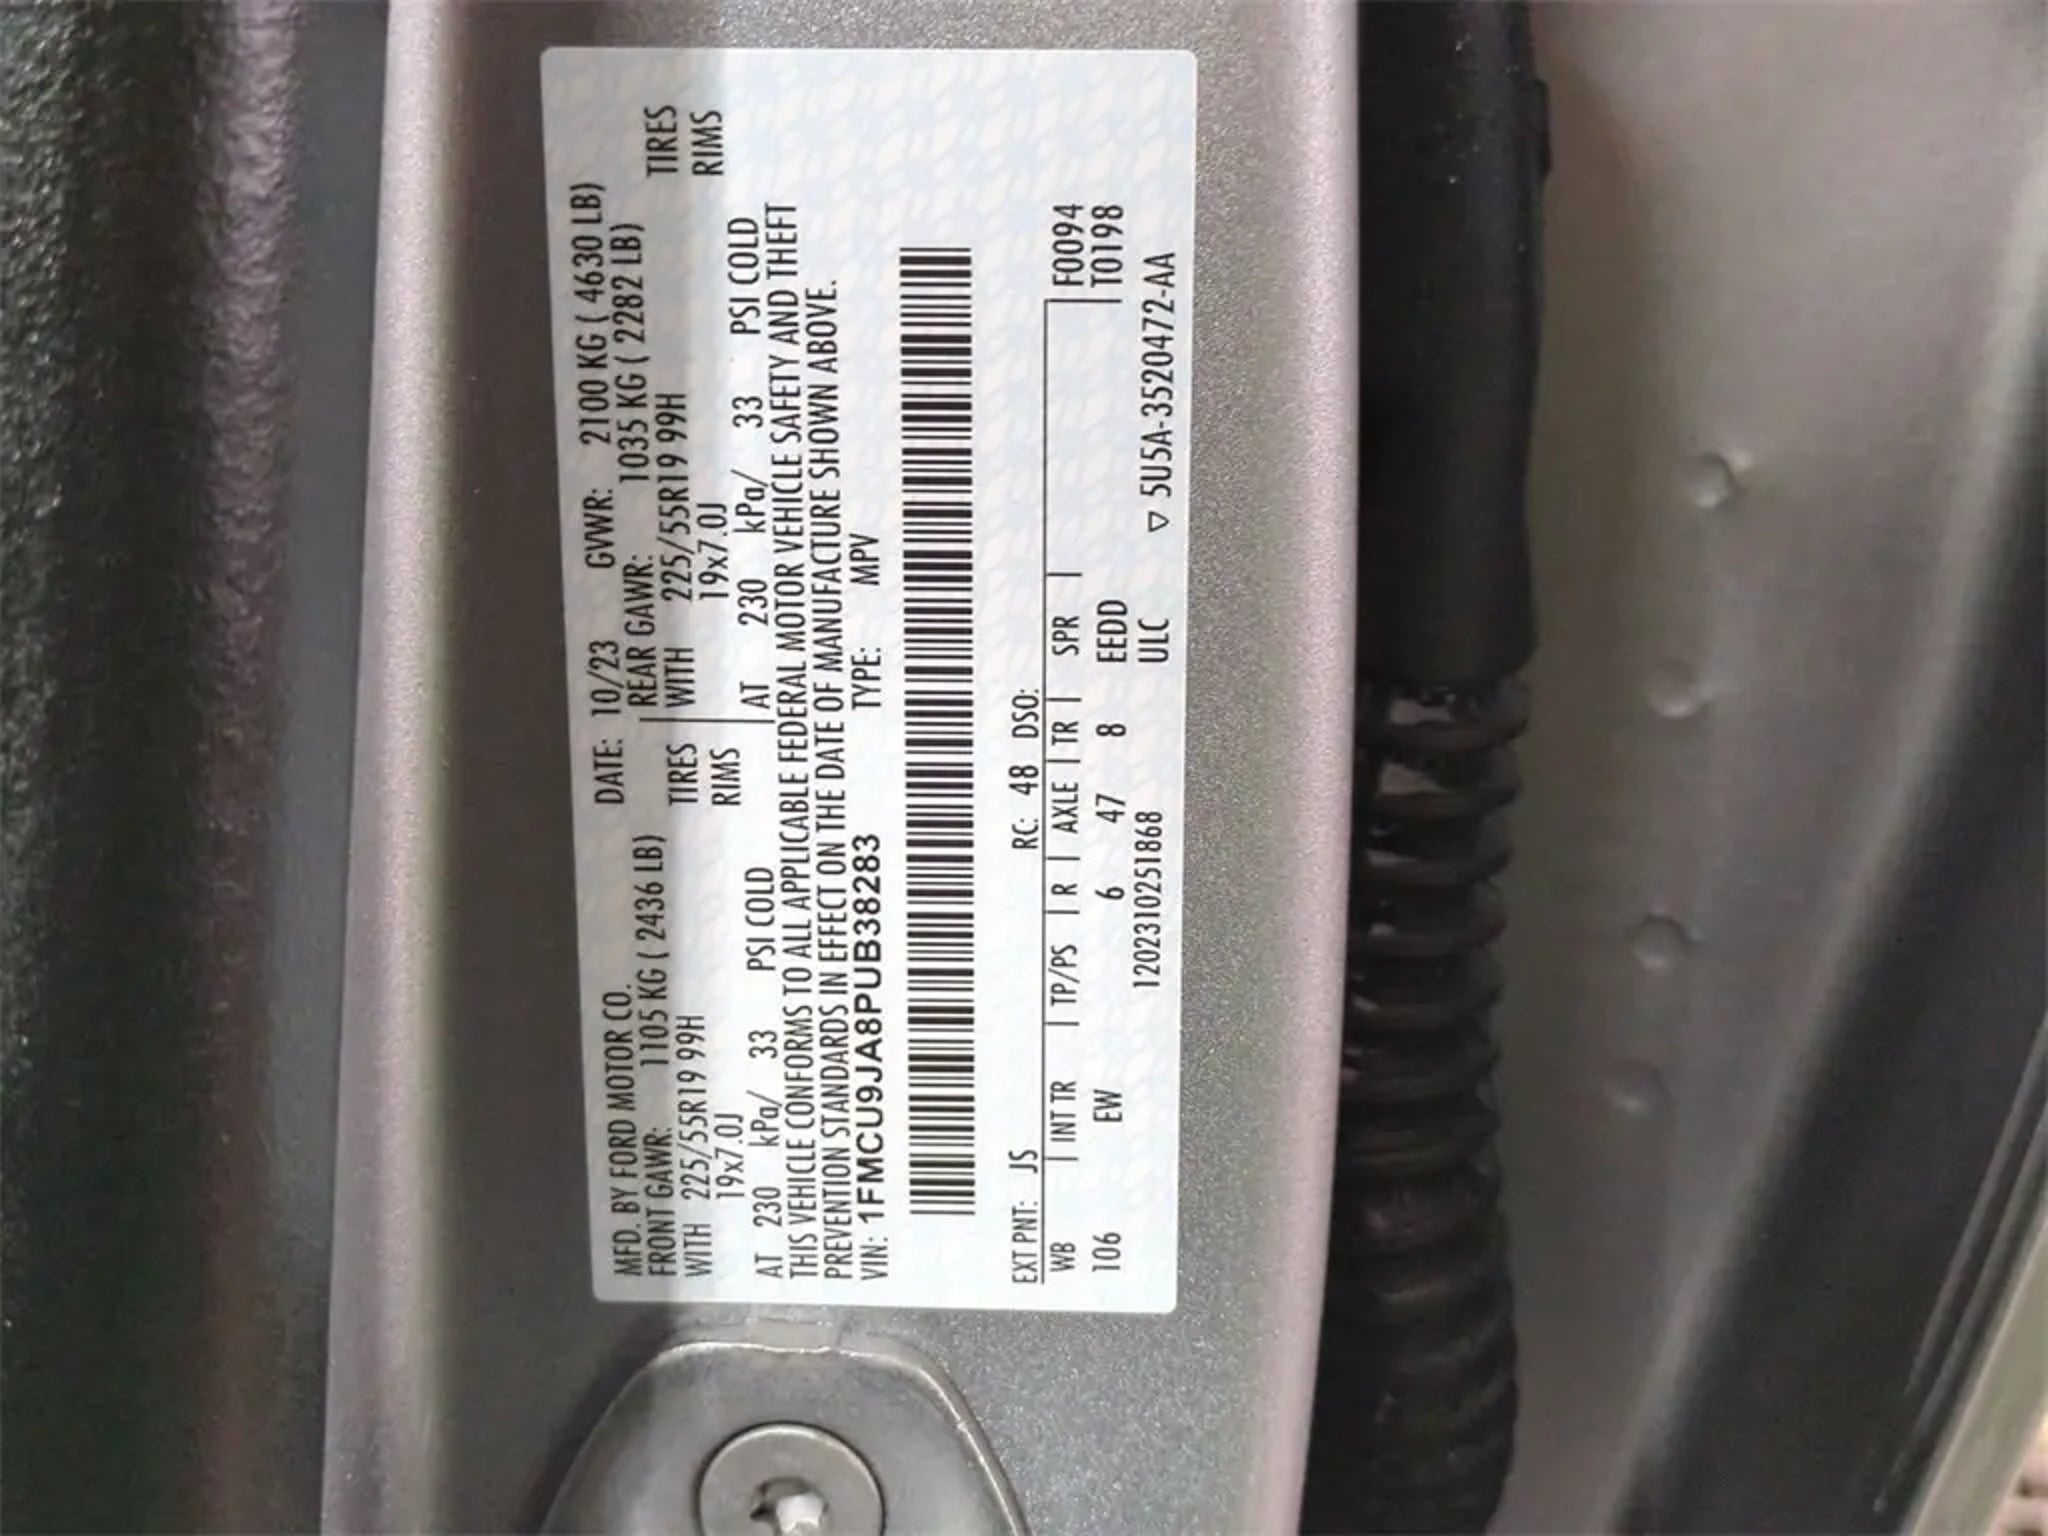 MFD. BY FORD MOTOR CO. DATE: 10/23 GVWR: 2100 KG ( 4630 LB)
FRONT GAWR: 1105 KG ( 2436 LB) REAR GAWR: 1035 KG ( 2282 LB)
WITH 225/55R19 99H TIRES WITH 225/55R19 99H TIRES
19x7.0J RIMS 19x7.0J RIMS
AT 230 kPa/ 33 PSI COLD AT 230 kPa/ 33 PSI COLD
THIS VEHICLE CONFORMS TO ALL APPLICABLE FEDERAL MOTOR VEHICLE SAFETY AND THEFT
PREVENTION STANDARDS IN EFFECT ON THE DATE OF MANUFACTURE SHOWN ABOVE.
VIN: 1FMCU9JA8PUB38283 TYPE: MPV
EXT PNT: JS RC: 48 DSO:
WB | INT TR | TP/PS | R | AXLE | TR | SPR | F0094
106 EW 6 47 8 EEDD T0198
1202310251868 ULC ▽ 5U5A-3520472-AA